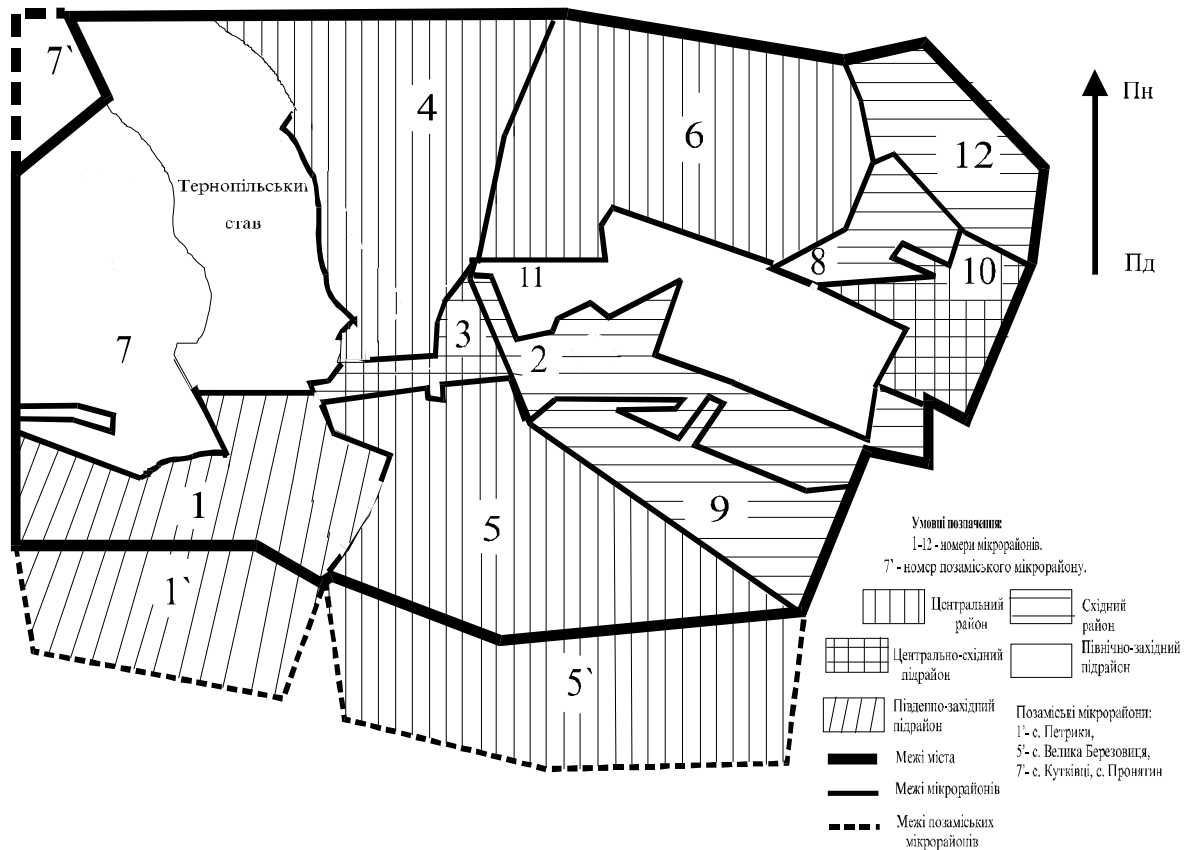 7`
4
6
12
Пн
Тернопільський
став
8
10
Пд
11
7
3
2
1
5
9
1`
5`
Умовні позначення:
1-12 - номери мікрорайонів.
7` - номер позаміського мікрорайону.
Центральний
район
Східний
район
Центрально-східний
підрайон
Північно-західний
підрайон
Південно-західний
підрайон
Межі міста
Межі мікрорайонів
Межі позаміських
мікрорайонів
Позаміські мікрорайони:
1'- с. Петрики,
5'- с. Велика Березовиця,
7'- с. Кутківці, с. Пронятин